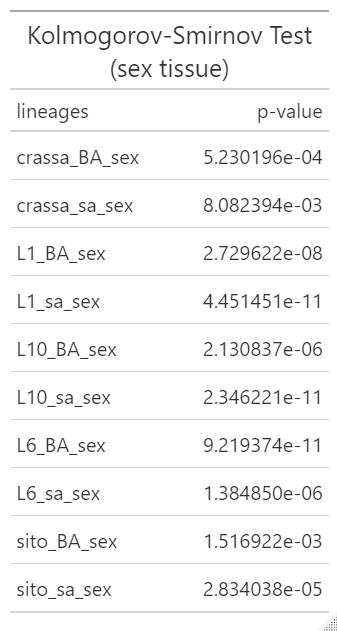 Kolmogorov-Smirnov Test
(sex tissue)
lineages p-value
crassa_BA_sex 5.230196e-04
crassa_sa_sex 8.082394e-03
L1_BA_sex 2.729622e-08
L1_sa_sex 4.451451e-11
L10_BA_sex 2.130837e-06
L10_sa_sex 2.346221e-11
L6_BA_sex 9.219374e-11
L6_sa_sex 1.384850e-06
sito_BA_sex 1.516922e-03
sito_sa_sex 2.834038e-05